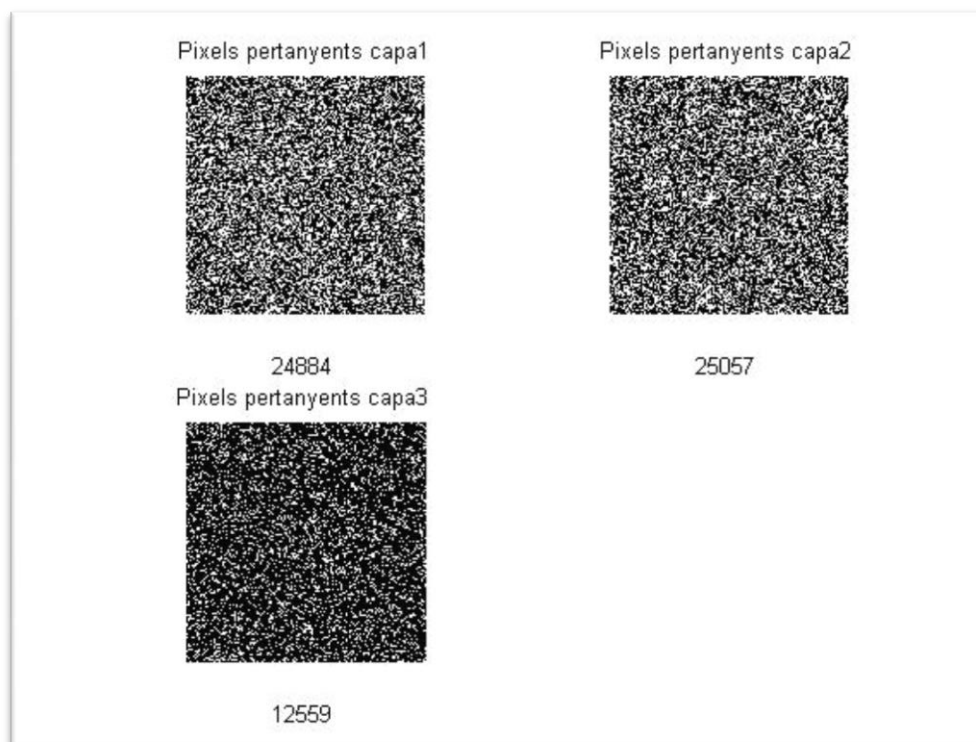 Pixels pertanyents capa1
Pixels pertanyents capa2
24884
25057
Pixels pertanyents capa3
12559